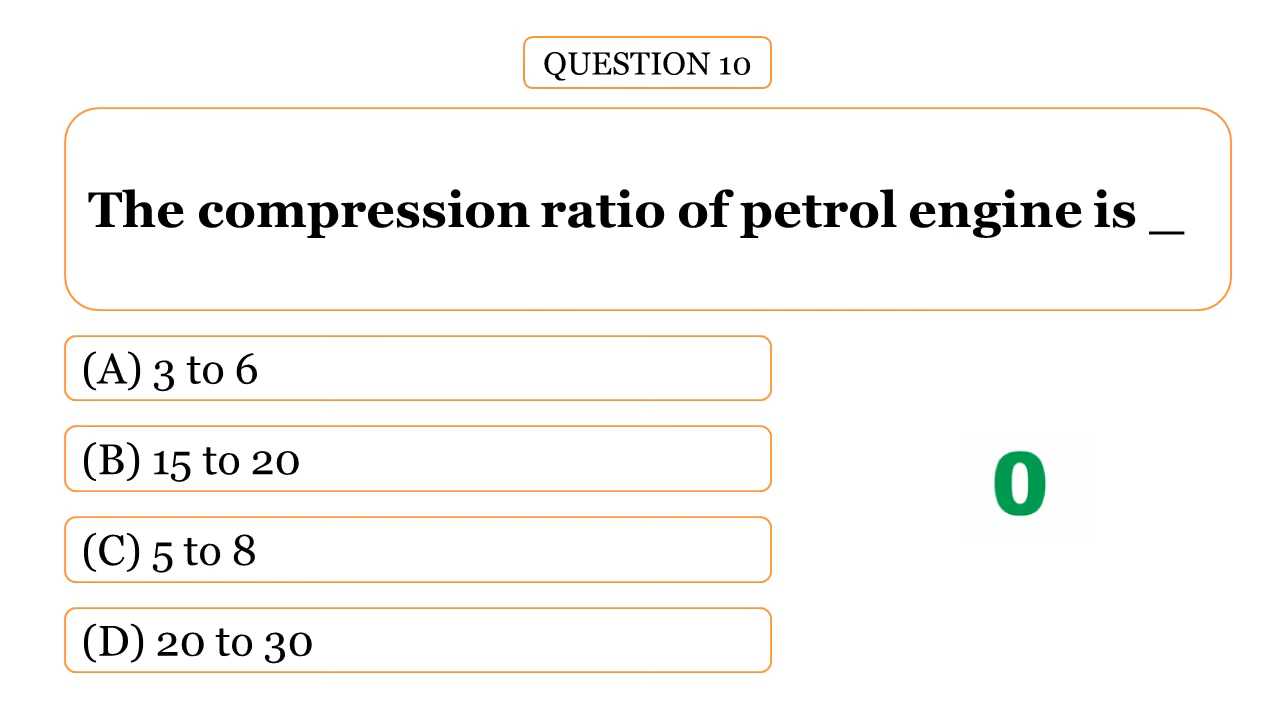 QUESTION 10
The compression ratio of petrol engine is _
(A) 3 to 6
(B) 15 to 20
0
(C) 5 to 8
(D) 20 to 30